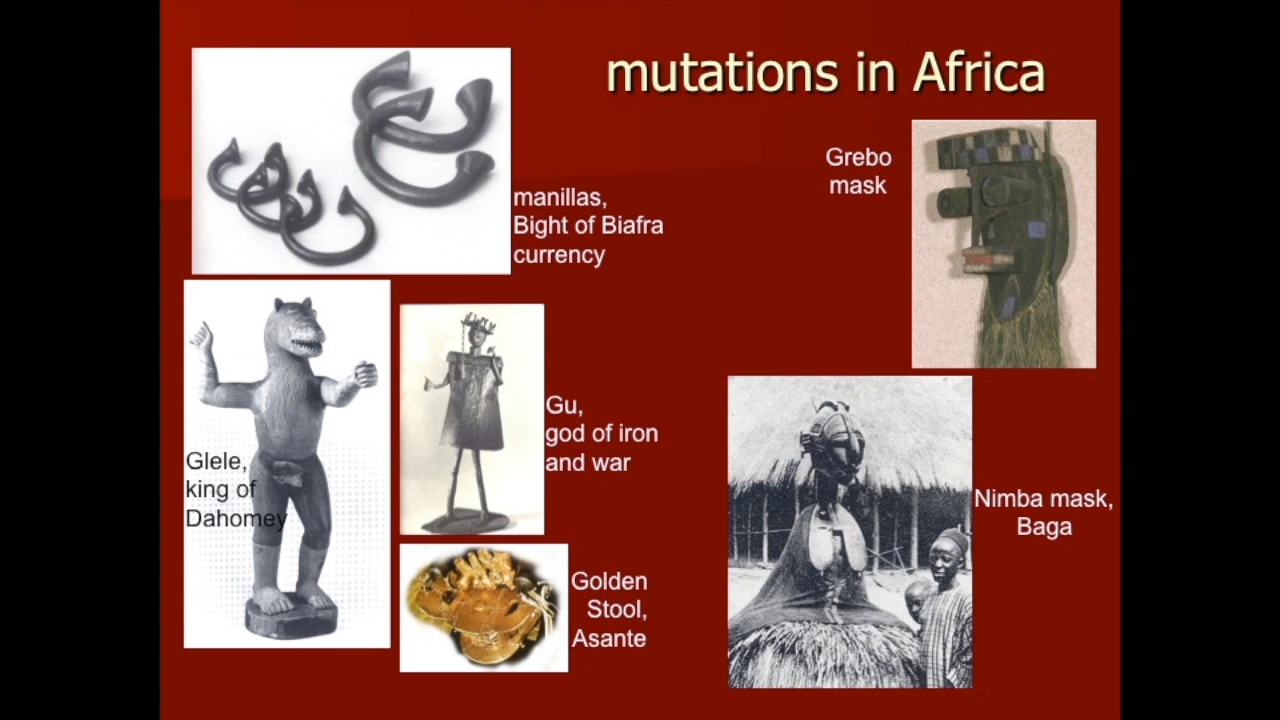 mutations in Africa
manillas,
Bight of Biafra
currency
Grebo
mask
Glele,
king of
Dahomey
Gu,
god of iron
and war
Golden
Stool,
Asante
Nimba mask,
Baga